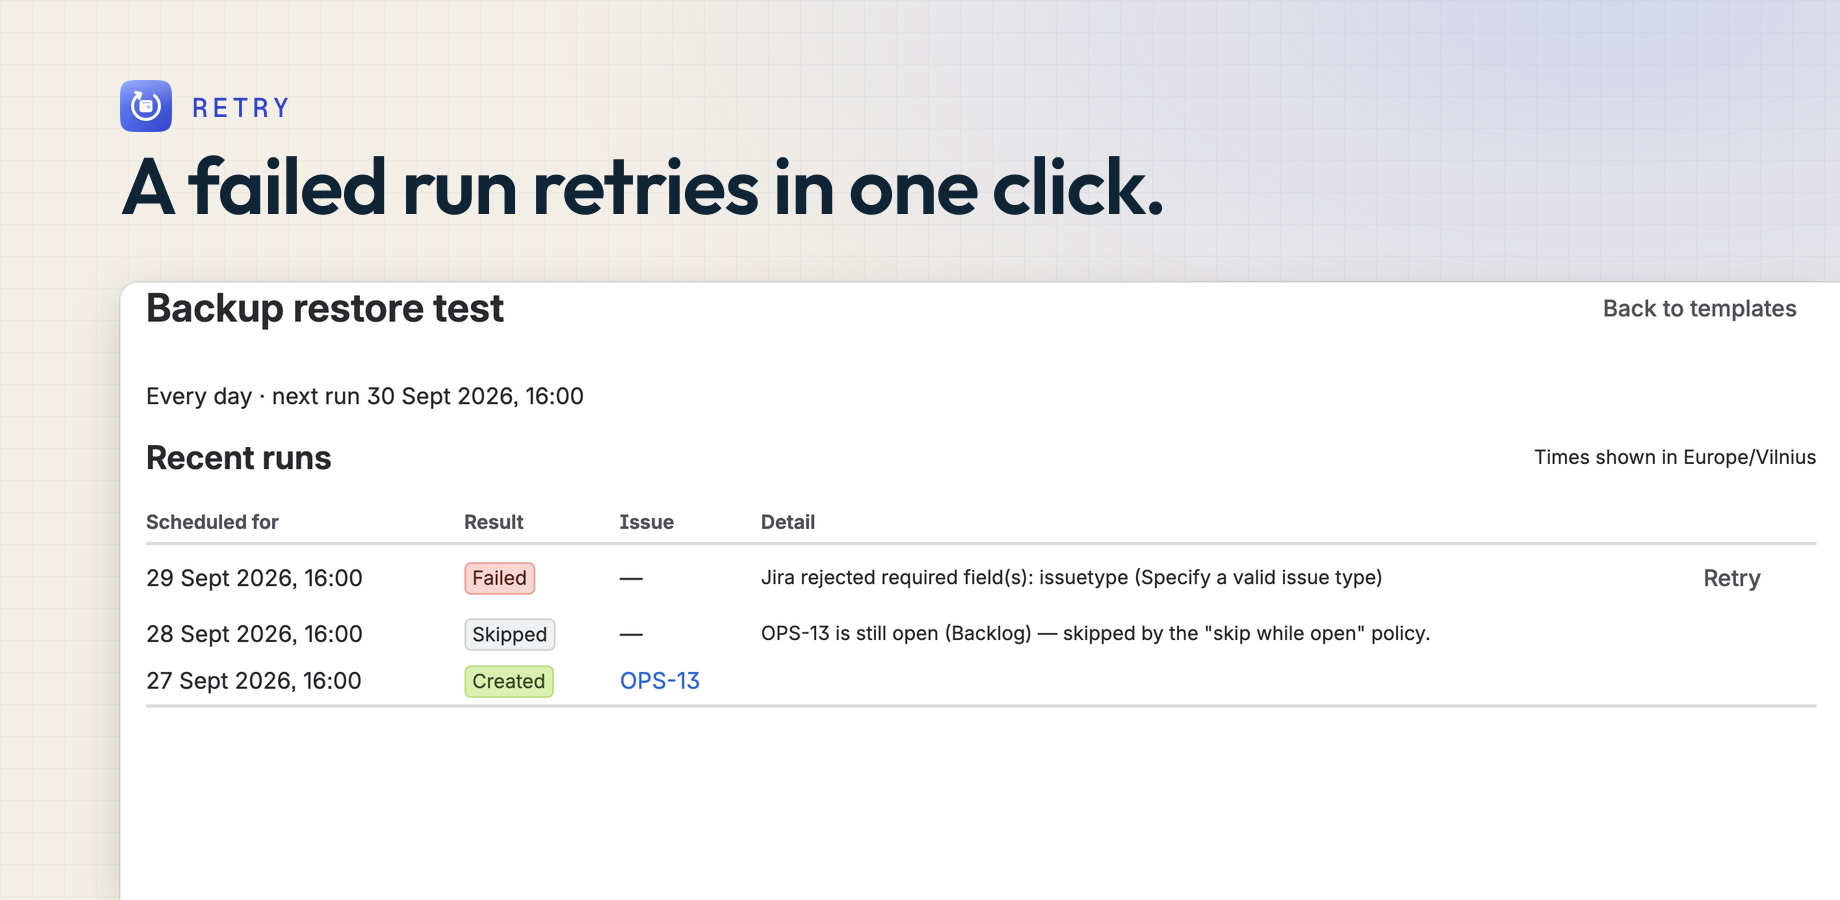 RETRY
A failed run retries in one click.
Backup restore test
Back to templates
Every day · next run 30 Sept 2026, 16:00
Recent runs
Times shown in Europe/Vilnius
Scheduled for Result Issue Detail
29 Sept 2026, 16:00 Failed — Jira rejected required field(s): issuetype (Specify a valid issue type) Retry
28 Sept 2026, 16:00 Skipped — OPS-13 is still open (Backlog) — skipped by the "skip while open" policy.
27 Sept 2026, 16:00 Created OPS-13